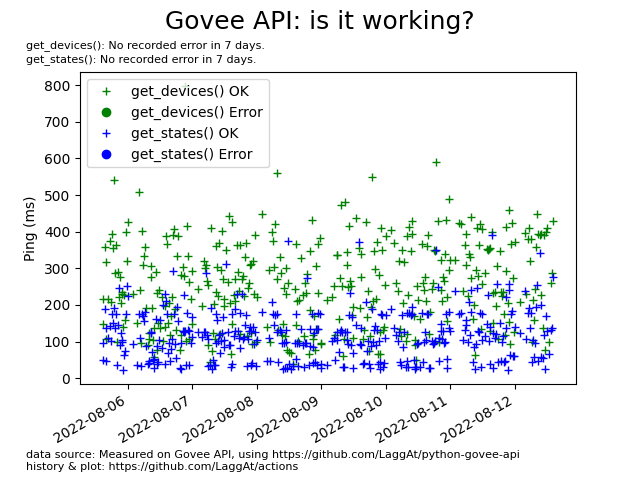 Govee API: is it working?
get_devices(): No recorded error in 7 days.
get_states(): No recorded error in 7 days.
get_devices() OK
get_devices() Error
get_states() OK
get_states() Error
Ping (ms)
800
700
600
500
400
300
200
100
0
2022-08-06
2022-08-07
2022-08-08
2022-08-09
2022-08-10
2022-08-11
2022-08-12
data source: Measured on Govee API, using https://github.com/LaggAt/python-govee-api
history & plot: https://github.com/LaggAt/actions